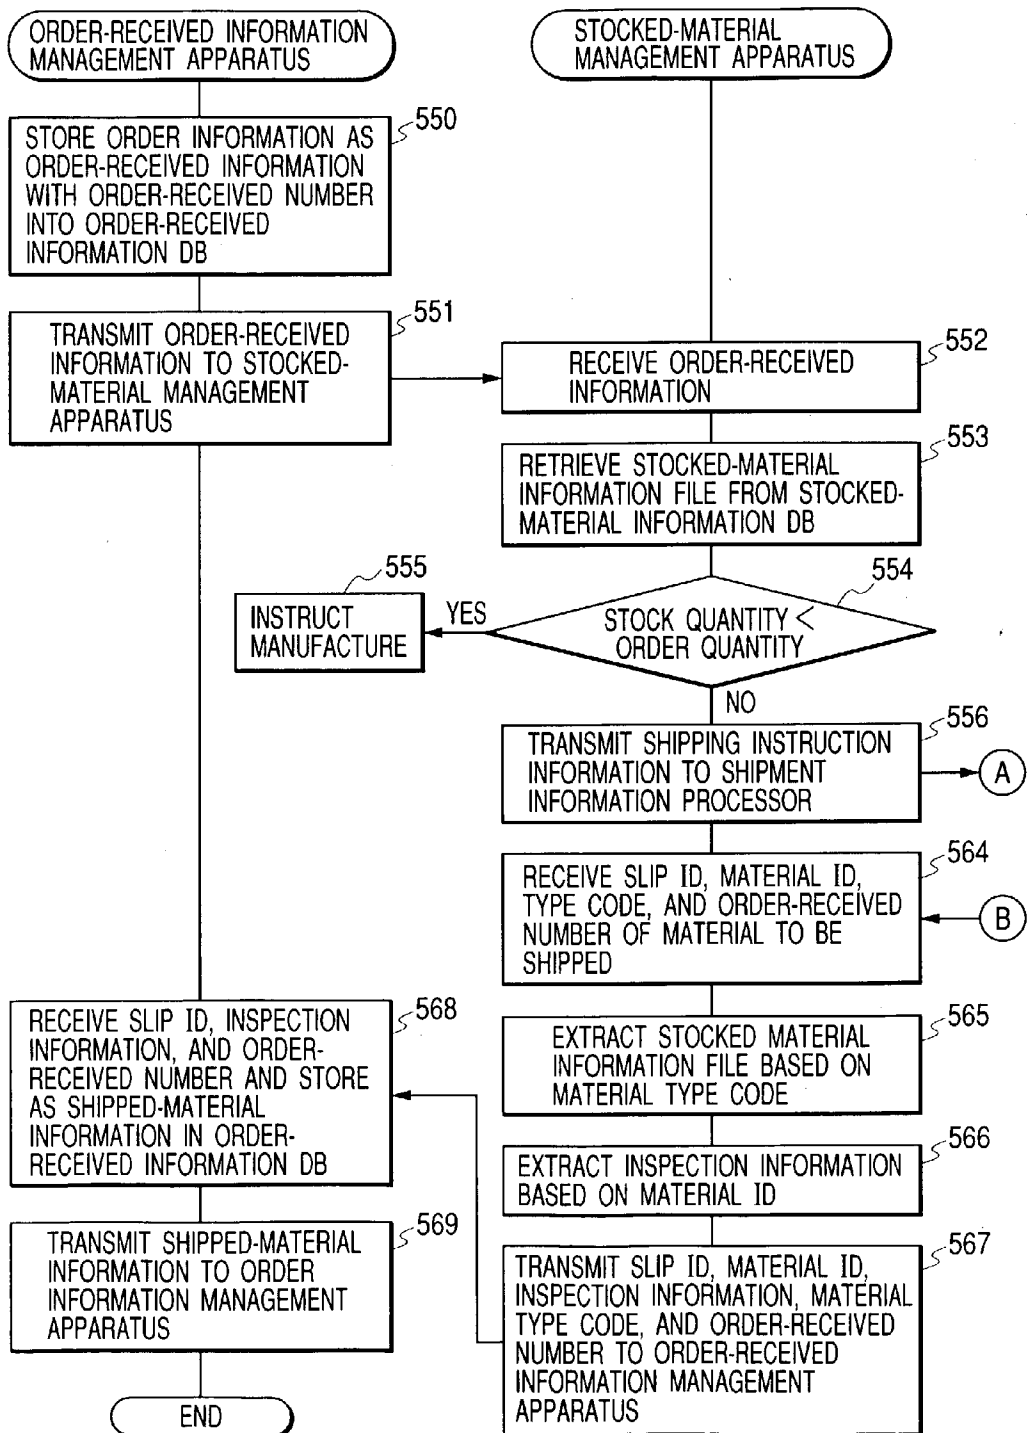 ORDER-RECEIVED INFORMATION
MANAGEMENT APPARATUS
STOCKED-MATERIAL
MANAGEMENT APPARATUS
550
STORE ORDER INFORMATION AS
ORDER-RECEIVED INFORMATION
WITH ORDER-RECEIVED NUMBER
INTO ORDER-RECEIVED
INFORMATION DB
551
TRANSMIT ORDER-RECEIVED
INFORMATION TO STOCKED-
MATERIAL MANAGEMENT
APPARATUS
552
RECEIVE ORDER-RECEIVED
INFORMATION
553
RETRIEVE STOCKED-MATERIAL
INFORMATION FILE FROM STOCKED-
MATERIAL INFORMATION DB
554
STOCK QUANTITY <
ORDER QUANTITY
YES
555
INSTRUCT
MANUFACTURE
NO
556
TRANSMIT SHIPPING INSTRUCTION
INFORMATION TO SHIPMENT
INFORMATION PROCESSOR
A
564
RECEIVE SLIP ID, MATERIAL ID,
TYPE CODE, AND ORDER-RECEIVED
NUMBER OF MATERIAL TO BE
SHIPPED
B
565
EXTRACT STOCKED MATERIAL
INFORMATION FILE BASED ON
MATERIAL TYPE CODE
566
EXTRACT INSPECTION INFORMATION
BASED ON MATERIAL ID
567
TRANSMIT SLIP ID, MATERIAL ID,
INSPECTION INFORMATION, MATERIAL
TYPE CODE, AND ORDER-RECEIVED
NUMBER TO ORDER-RECEIVED
INFORMATION MANAGEMENT
APPARATUS
568
RECEIVE SLIP ID, INSPECTION
INFORMATION, AND ORDER-
RECEIVED NUMBER AND STORE
AS SHIPPED-MATERIAL
INFORMATION IN ORDER-
RECEIVED INFORMATION DB
569
TRANSMIT SHIPPED-MATERIAL
INFORMATION TO ORDER
INFORMATION MANAGEMENT
APPARATUS
END